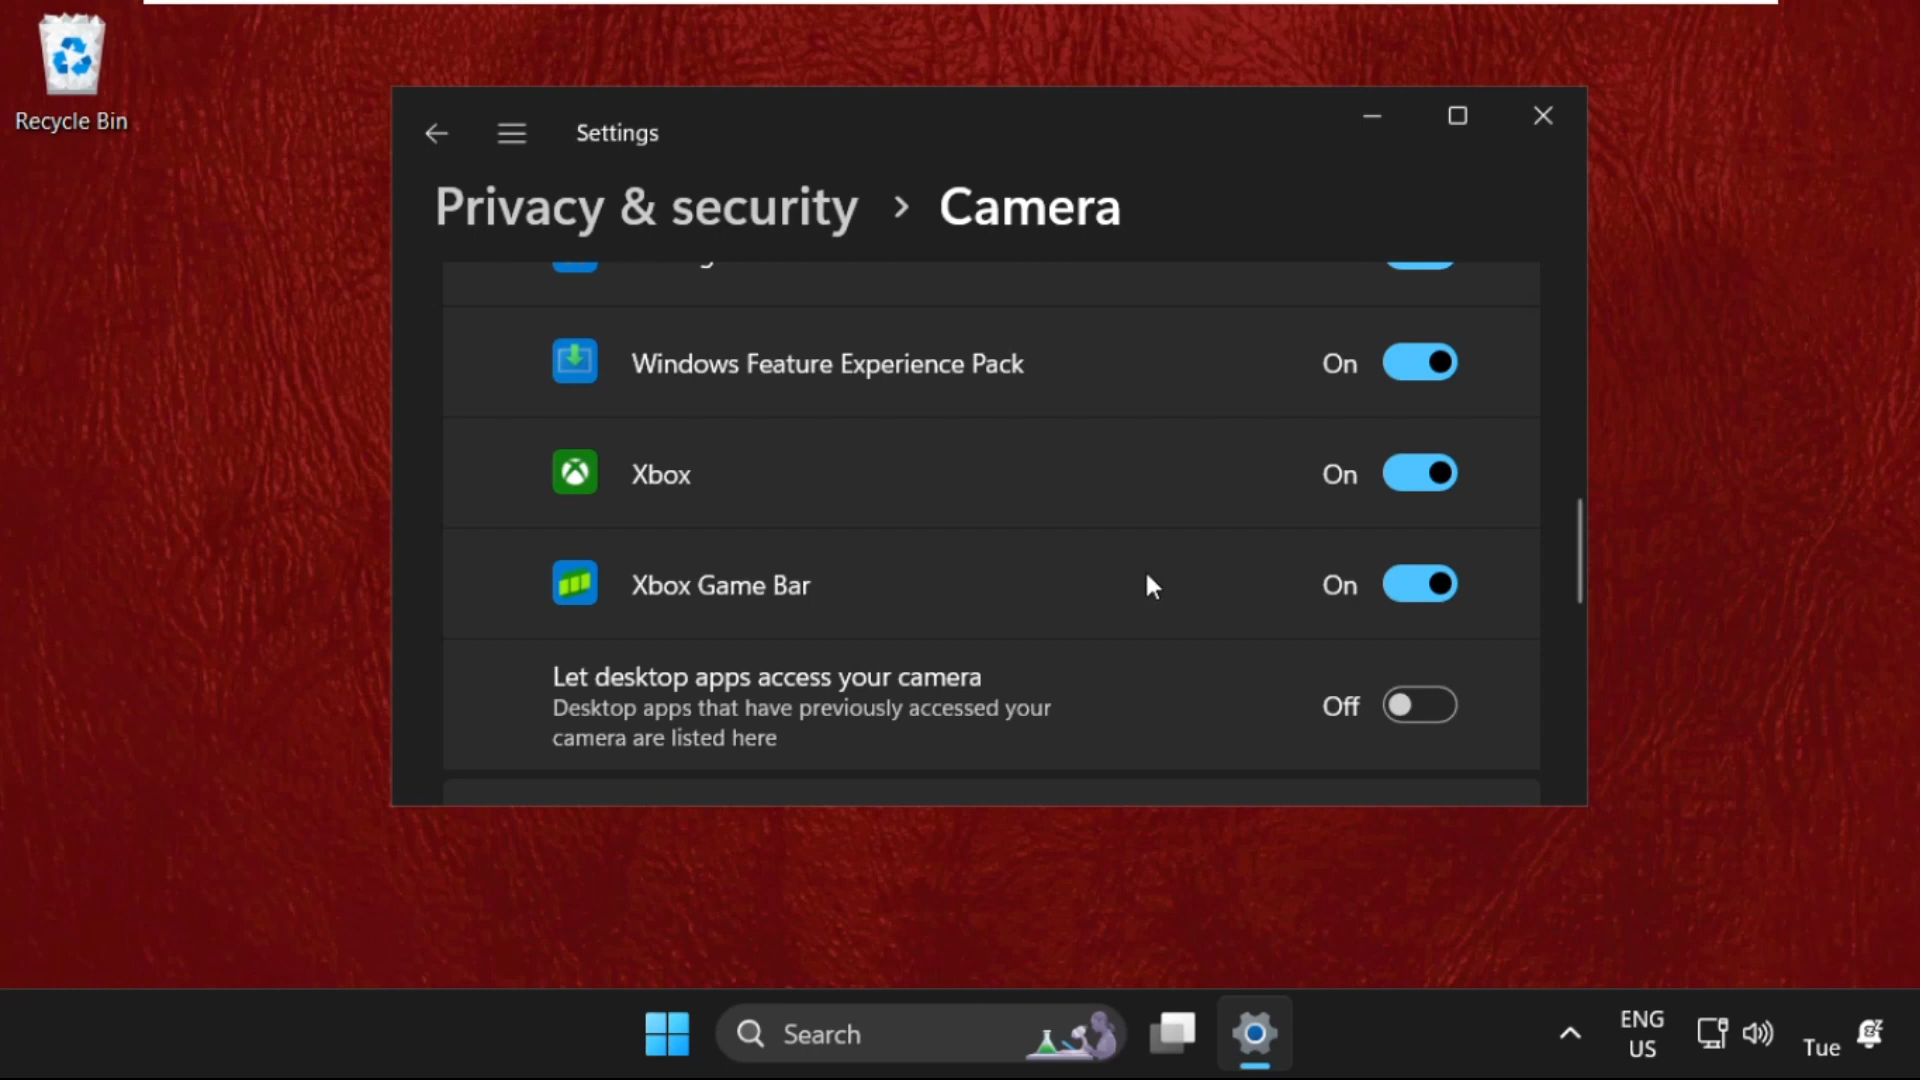 Recycle Bin
Settings
Privacy & security > Camera
Windows Feature Experience Pack On
Xbox On
Xbox Game Bar On
Let desktop apps access your camera
Desktop apps that have previously accessed your
camera are listed here
Off
Search
ENG
US
Tue